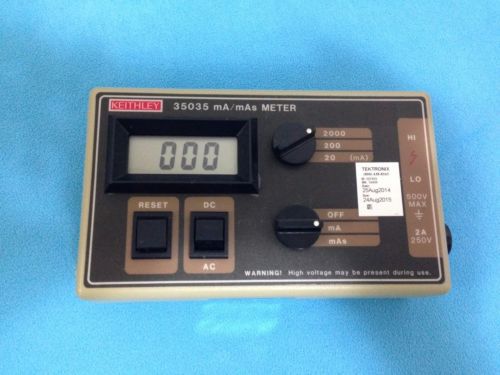 KEITHLEY 35035 mA/mAs METER
000
2000
200
20 (mA)
HI
LO
500V
MAX
2A
250V
TEKTRONIX
25Aug2014
24Aug2015
RESET
DC
AC
OFF
mA
mAs
WARNING! High voltage may be present during use.